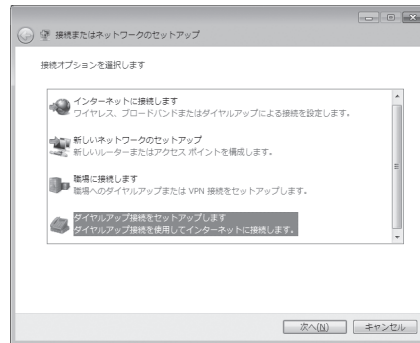 接続またはネットワークのセットアップ
接続オプションを選択します
インターネットに接続します
ワイヤレス、ブロードバンドまたはダイヤルアップによる接続を設定します。
新しいネットワークのセットアップ
新しいルーターまたはアクセス ポイントを構成します。
職場に接続します
職場へのダイヤルアップまたは VPN 接続をセットアップします。
ダイヤルアップ接続をセットアップします
ダイヤルアップ接続を使用してインターネットに接続します。
次へ(N)
キャンセル